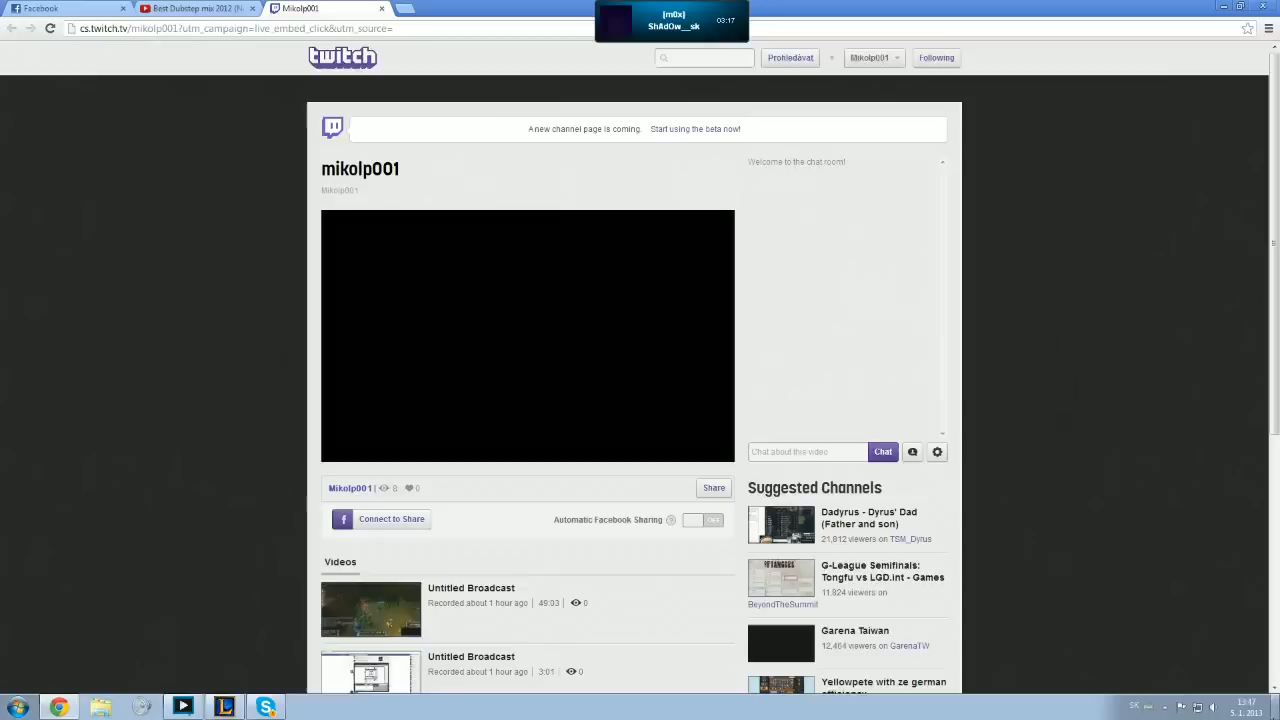 Facebook
Best Dubstep mix 2012 (N
Mikolp001
cs.twitch.tv/mikolp001?utm_campaign=live_embed_click&utm_source=
[m0x]
ShAdOw__sk
03:17
twitch
Prohledávat
Mikolp001
Following
A new channel page is coming. Start using the beta now!
mikolp001
Mikolp001
Welcome to the chat room!
Chat about this video
Chat
Mikolp001
8
0
Share
f
Connect to Share
Automatic Facebook Sharing
OFF
Suggested Channels
Dadyrus - Dyrus' Dad
(Father and son)
21,812 viewers on TSM_Dyrus
G-League Semifinals:
Tongfu vs LGD.int - Games
11,824 viewers on
BeyondTheSummit
Garena Taiwan
12,464 viewers on GarenaTW
Yellowpete with ze german
efficiency
Videos
Untitled Broadcast
Recorded about 1 hour ago | 49:03 | 0
Untitled Broadcast
Recorded about 1 hour ago | 3:01 | 0
SK
13:47
5. 1. 2013